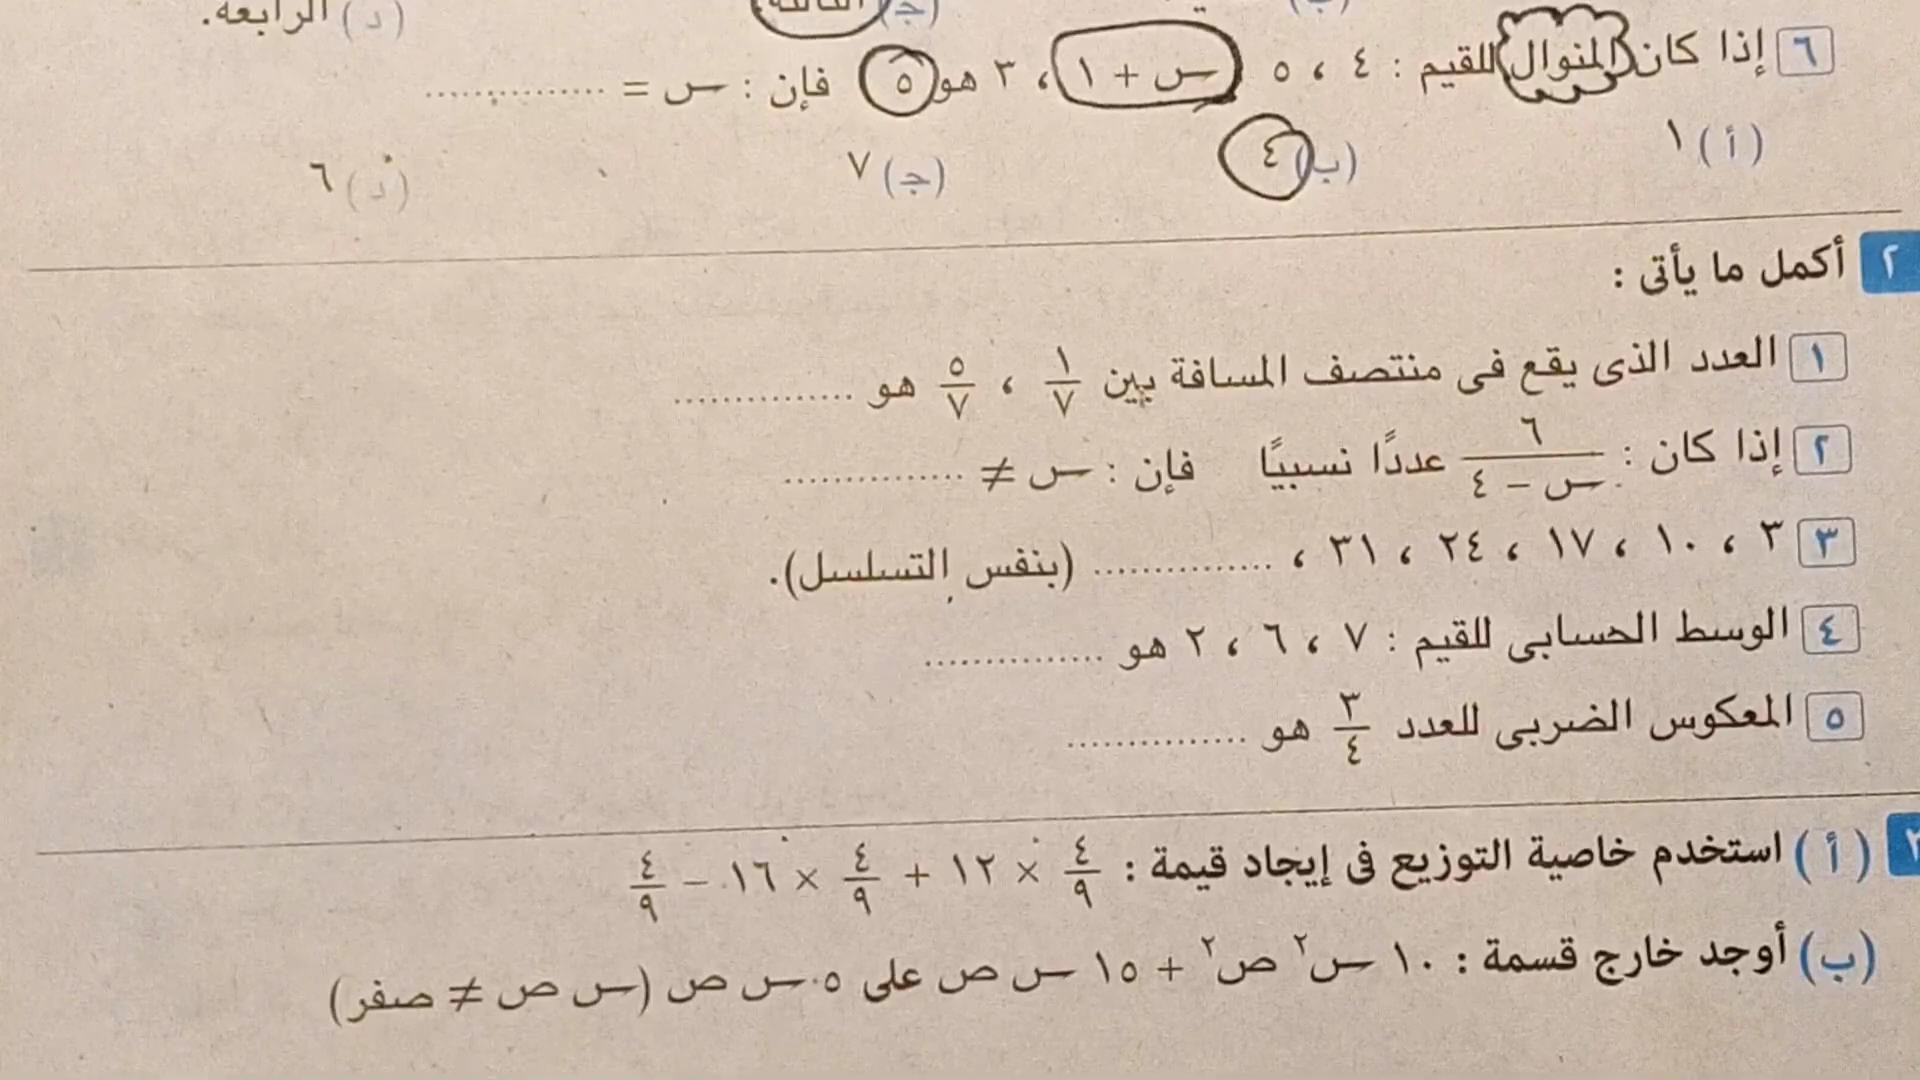 (د) الرابعة.
٦ إذا كان المنوال للقيم : ٤ ، ٥ ، س + ١ ، ٣ هو ٥ فإن : س = ...............
(أ) ١ (ب) ٤ (جـ) ٧ (د) ٦
٢ أكمل ما يأتى :
١ العدد الذى يقع فى منتصف المسافة بين ١/٧ ، ٥/٧ هو ...............
٢ إذا كان : ٦/(س − ٤) عددًا نسبيًا فإن : س ≠ ...............
٣ ٣ ، ١٠ ، ١٧ ، ٢٤ ، ٣١ ، ............... (بنفس التسلسل).
٤ الوسط الحسابى للقيم : ٧ ، ٦ ، ٢ هو ...............
٥ المعكوس الضربى للعدد ٣/٤ هو ...............
(أ) استخدم خاصية التوزيع فى إيجاد قيمة : ٤/٩ × ١٢ + ٤/٩ × ١٦ − ٤/٩
(ب) أوجد خارج قسمة : ١٠ س² ص² + ١٥ س ص على ٥ س ص (س ص ≠ صفر)